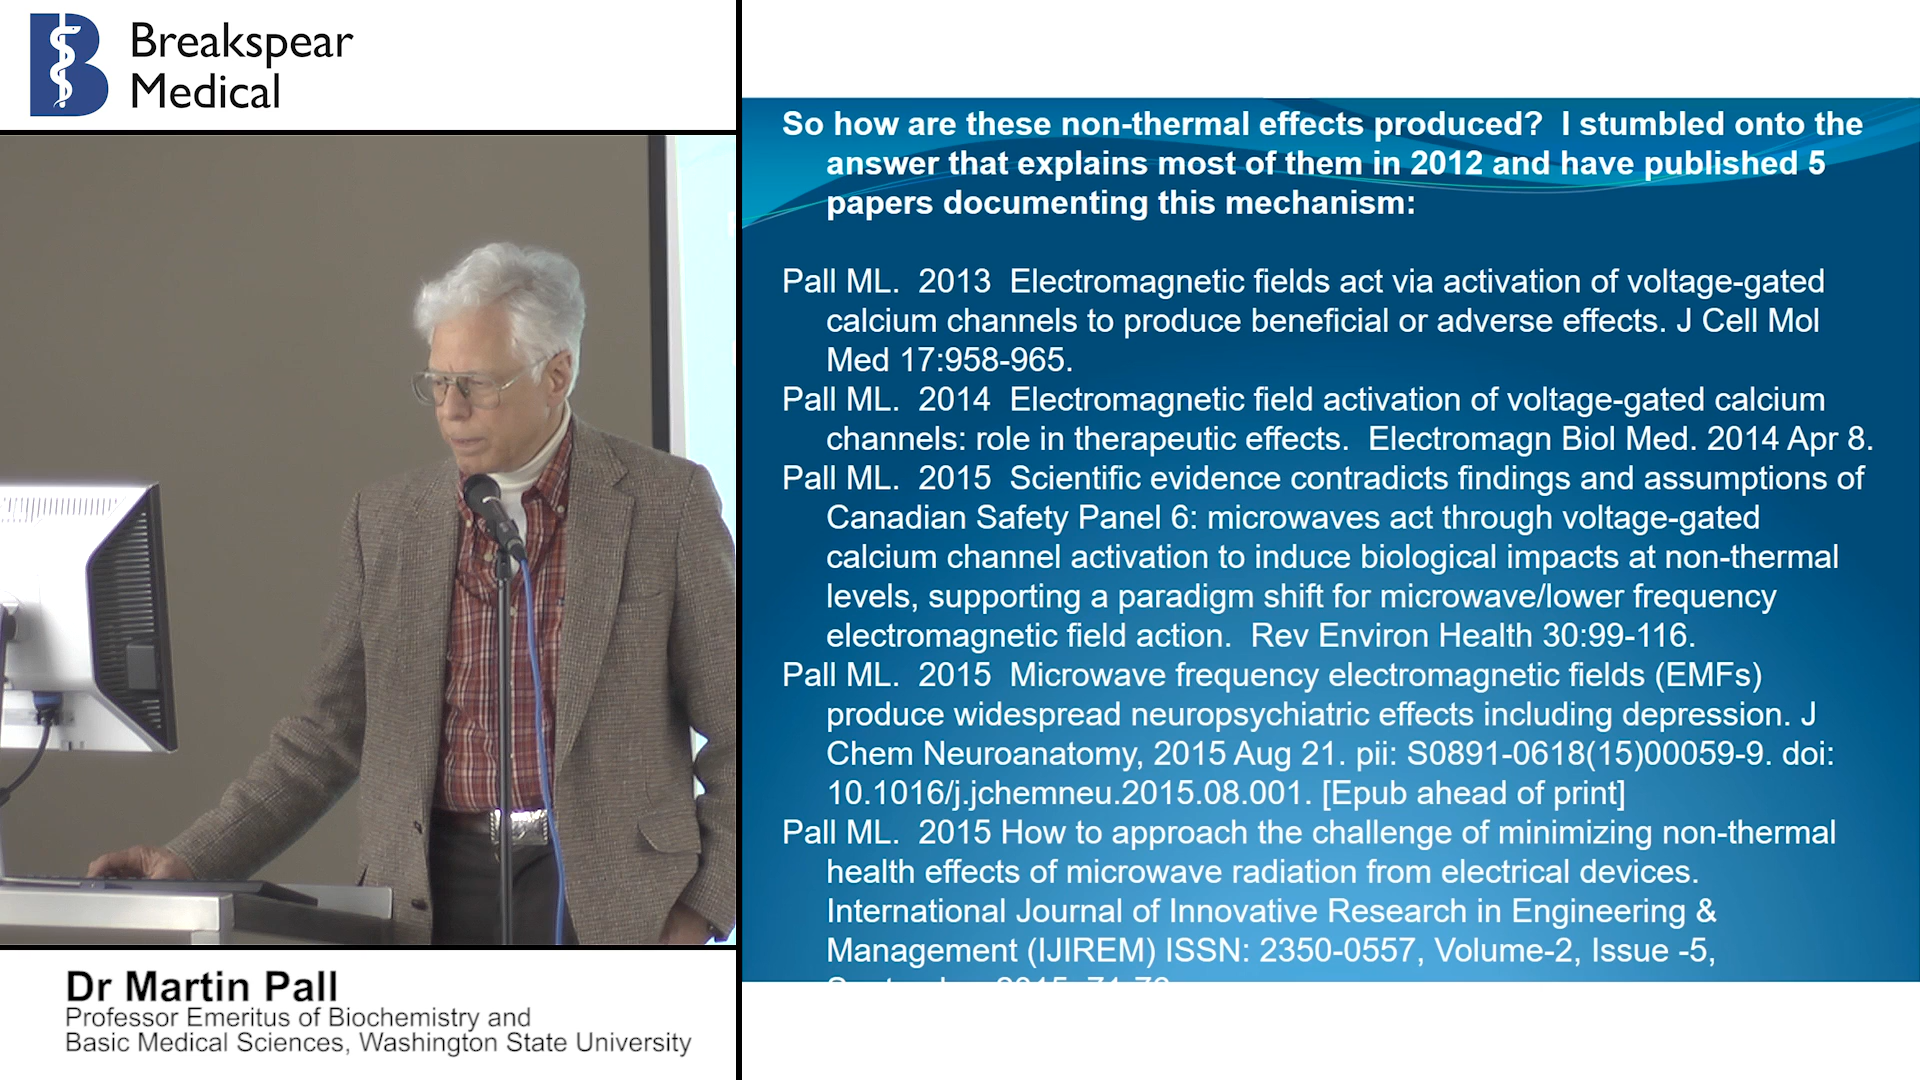 Breakspear
Medical
So how are these non-thermal effects produced?  I stumbled onto the
answer that explains most of them in 2012 and have published 5
papers documenting this mechanism:
Pall ML.  2013  Electromagnetic fields act via activation of voltage-gated
calcium channels to produce beneficial or adverse effects. J Cell Mol
Med 17:958-965.
Pall ML.  2014  Electromagnetic field activation of voltage-gated calcium
channels: role in therapeutic effects.  Electromagn Biol Med. 2014 Apr 8.
Pall ML.  2015  Scientific evidence contradicts findings and assumptions of
Canadian Safety Panel 6: microwaves act through voltage-gated
calcium channel activation to induce biological impacts at non-thermal
levels, supporting a paradigm shift for microwave/lower frequency
electromagnetic field action.  Rev Environ Health 30:99-116.
Pall ML.  2015  Microwave frequency electromagnetic fields (EMFs)
produce widespread neuropsychiatric effects including depression. J
Chem Neuroanatomy, 2015 Aug 21. pii: S0891-0618(15)00059-9. doi:
10.1016/j.jchemneu.2015.08.001. [Epub ahead of print]
Pall ML.  2015 How to approach the challenge of minimizing non-thermal
health effects of microwave radiation from electrical devices.
International Journal of Innovative Research in Engineering &
Management (IJIREM) ISSN: 2350-0557, Volume-2, Issue -5,
Dr Martin Pall
Professor Emeritus of Biochemistry and
Basic Medical Sciences, Washington State University